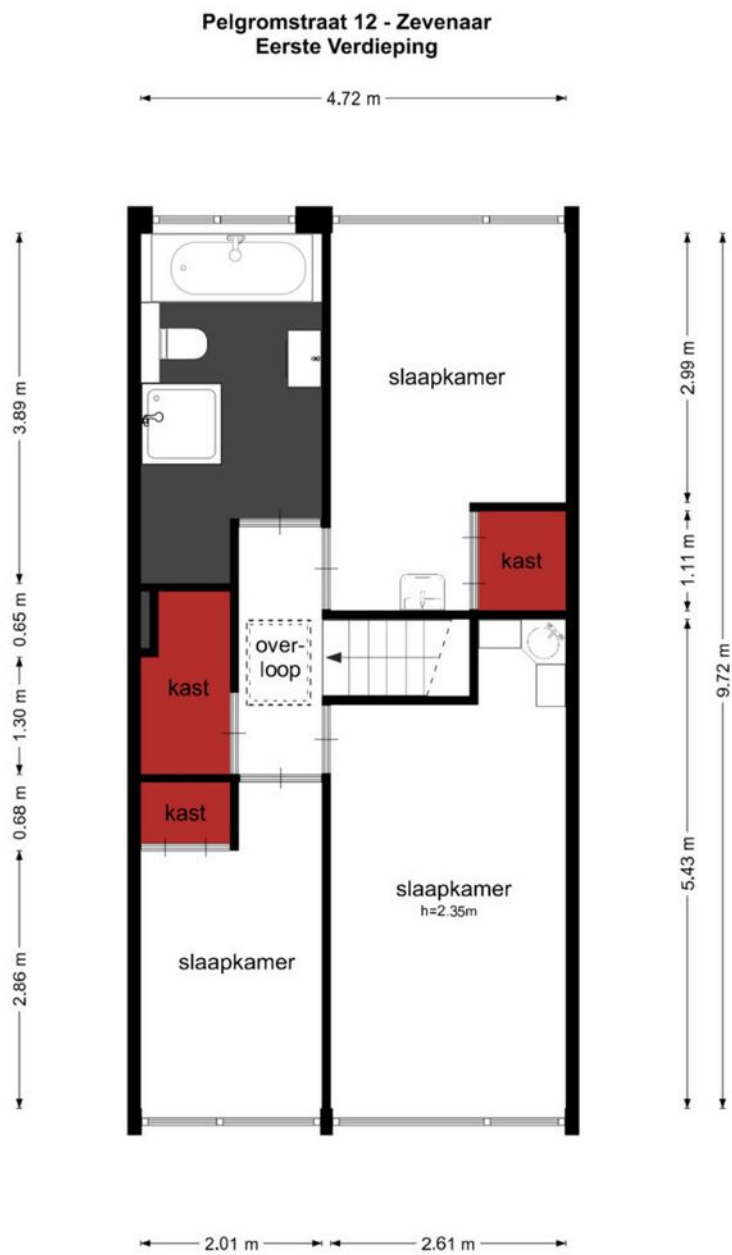 Pelgromstraat 12 - Zevenaar
Eerste Verdieping
4.72 m
3.89 m
0.65 m
1.30 m
0.68 m
2.86 m
slaapkamer
kast
over-
loop
kast
kast
slaapkamer
h=2.35m
slaapkamer
2.99 m
1.11 m
5.43 m
9.72 m
2.01 m
2.61 m